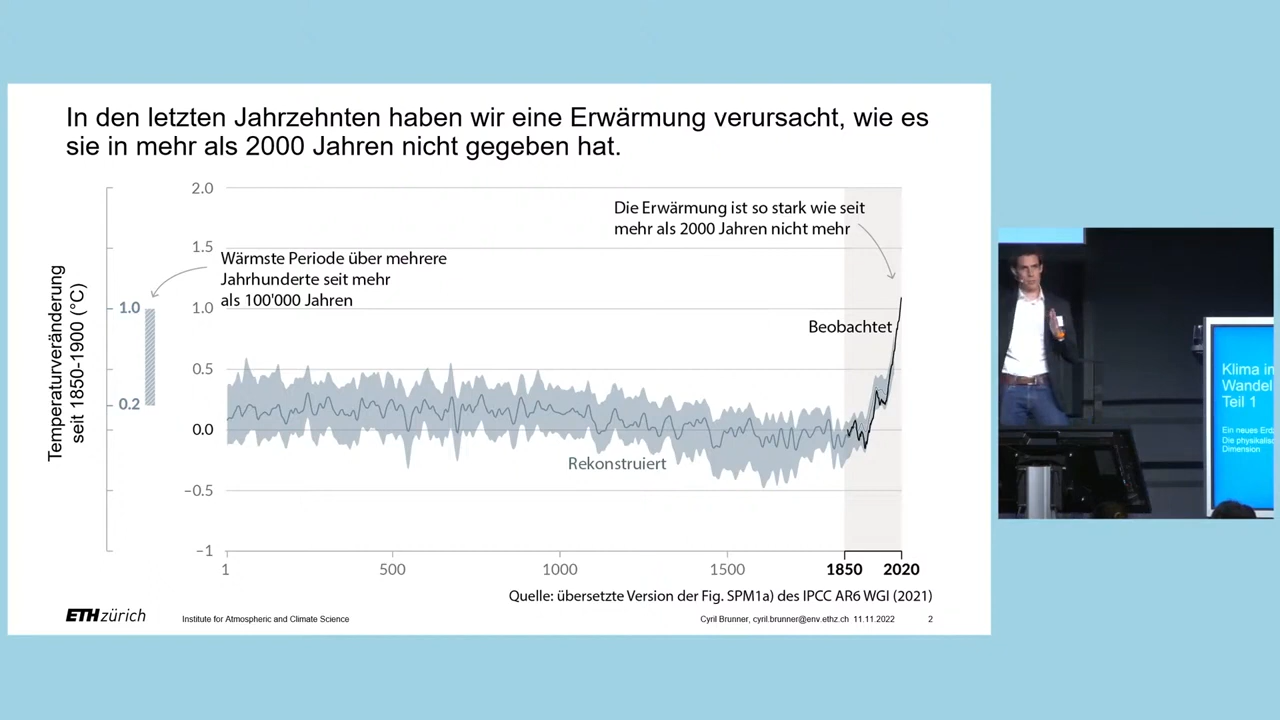 In den letzten Jahrzehnten haben wir eine Erwärmung verursacht, wie es
sie in mehr als 2000 Jahren nicht gegeben hat.
Temperaturveränderung
seit 1850-1900 (°C)
1.0
0.2
2.0
1.5
1.0
0.5
0.0
−0.5
−1
Wärmste Periode über mehrere
Jahrhunderte seit mehr
als 100'000 Jahren
Die Erwärmung ist so stark wie seit
mehr als 2000 Jahren nicht mehr
Beobachtet
Rekonstruiert
1
500
1000
1500
1850
2020
Quelle: übersetzte Version der Fig. SPM1a) des IPCC AR6 WGI (2021)
ETH zürich
Institute for Atmospheric and Climate Science
Cyril Brunner, cyril.brunner@env.ethz.ch 11.11.2022
2
Klima im
Wandel
Teil 1
Ein neues
Die physikalis
Dimension